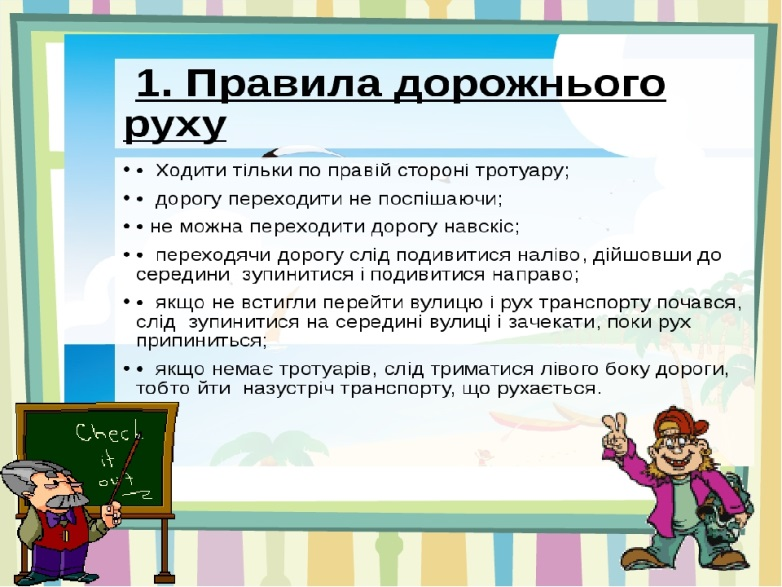 1. Правила дорожнього
руху
• •  Ходити тільки по правій стороні тротуару;
• •  дорогу переходити не поспішаючи;
• • не можна переходити дорогу навскіс;
• •  переходячи дорогу слід подивитися наліво, дійшовши до
середини  зупинитися і подивитися направо;
• •  якщо не встигли перейти вулицю і рух транспорту почався,
слід  зупинитися на середині вулиці і зачекати, поки рух
припиниться;
• •  якщо немає тротуарів, слід триматися лівого боку дороги,
тобто йти  назустріч транспорту, що рухається.
Check
it
out